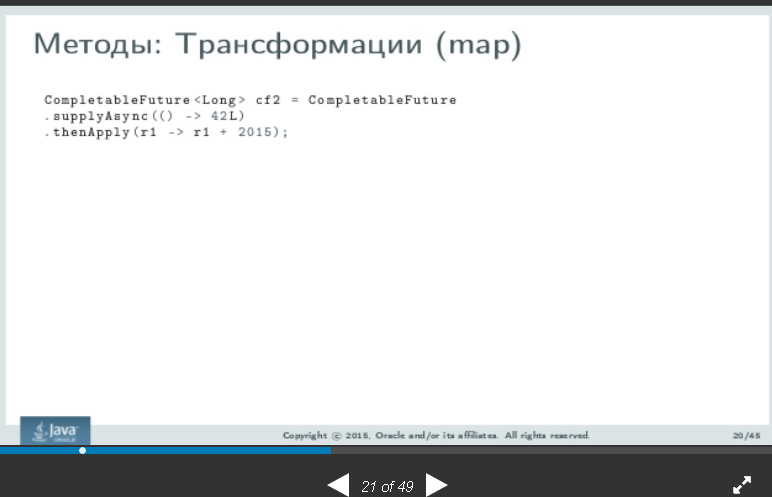 Методы: Трансформации (map)
CompletableFuture<Long> cf2 = CompletableFuture
.supplyAsync(() -> 42L)
.thenApply(r1 -> r1 + 2015);
Java
ORACLE
Copyright © 2015, Oracle and/or its affiliates. All rights reserved.
20/45
21 of 49